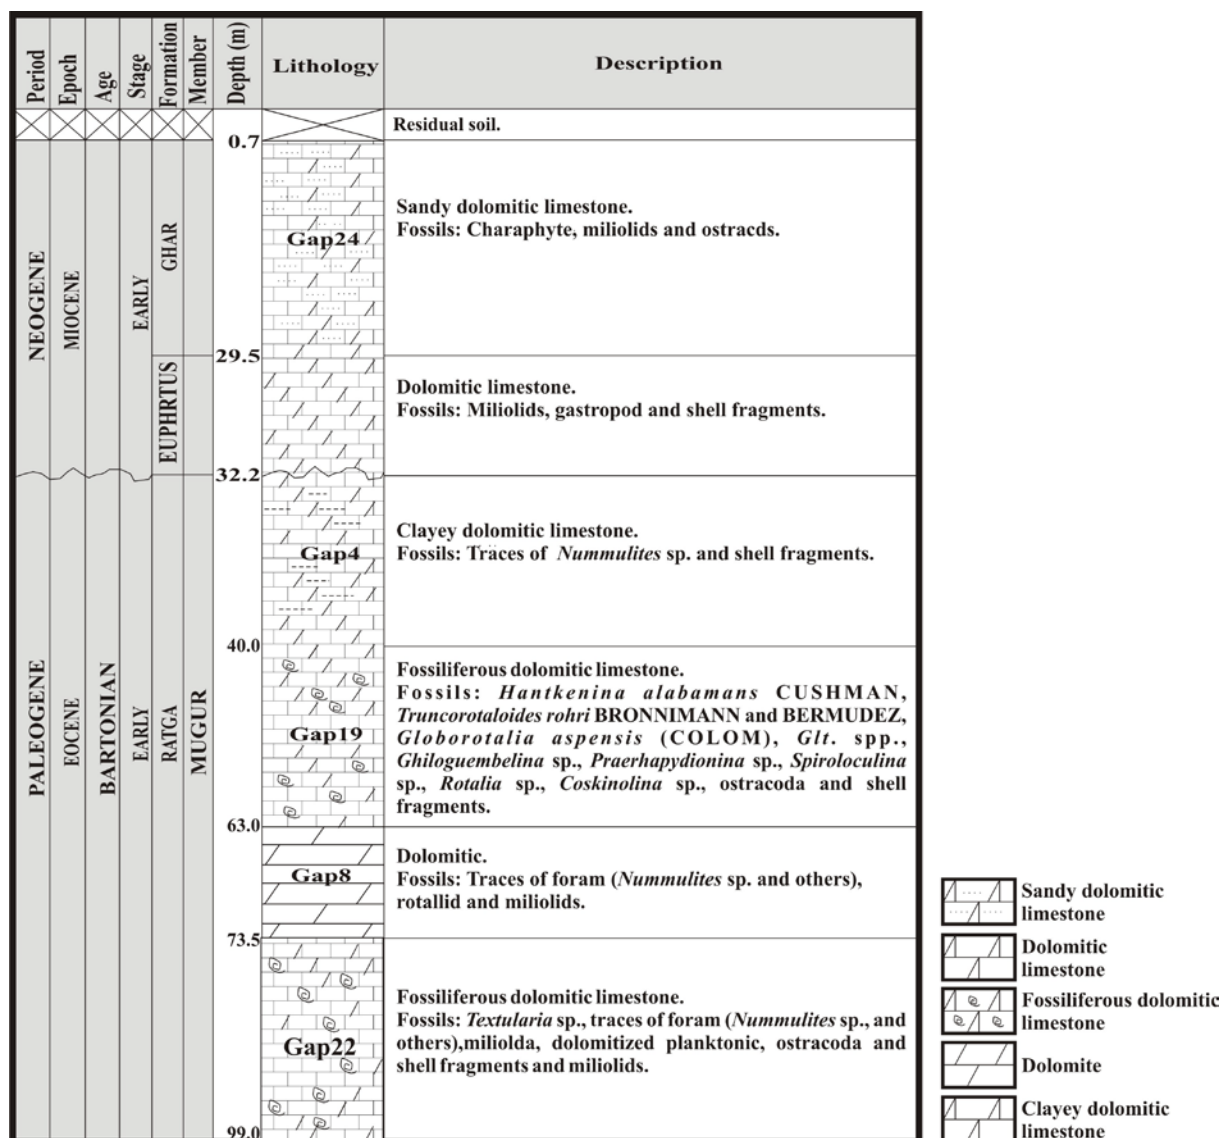 Period
Epoch
Age
Stage
Formation
Member
Depth (m)
Lithology
Description
Residual soil.
0.7
NEOGENE
MIOCENE
EARLY
GHAR
Gap24
Sandy dolomitic limestone.
Fossils: Charaphyte, miliolids and ostracds.
29.5
EUPHRTUS
Dolomitic limestone.
Fossils: Miliolids, gastropod and shell fragments.
32.2
PALEOGENE
EOCENE
BARTONIAN
EARLY
RATGA
MUGUR
Gap4
Clayey dolomitic limestone.
Fossils: Traces of Nummulites sp. and shell fragments.
40.0
Gap19
Fossiliferous dolomitic limestone.
Fossils: Hantkenina alabamans CUSHMAN,
Truncorotaloides rohri BRONNIMANN and BERMUDEZ,
Globorotalia aspensis (COLOM), Glt. spp.,
Ghiloguembelina sp., Praerhapydionina sp., Spiroloculina
sp., Rotalia sp., Coskinolina sp., ostracoda and shell
fragments.
63.0
Gap8
Dolomitic.
Fossils: Traces of foram (Nummulites sp. and others),
rotallid and miliolids.
73.5
Gap22
Fossiliferous dolomitic limestone.
Fossils: Textularia sp., traces of foram (Nummulites sp., and
others),miliolda, dolomitized planktonic, ostracoda and
shell fragments and miliolids.
99.0
Sandy dolomitic
limestone
Dolomitic
limestone
Fossiliferous dolomitic
limestone
Dolomite
Clayey dolomitic
limestone